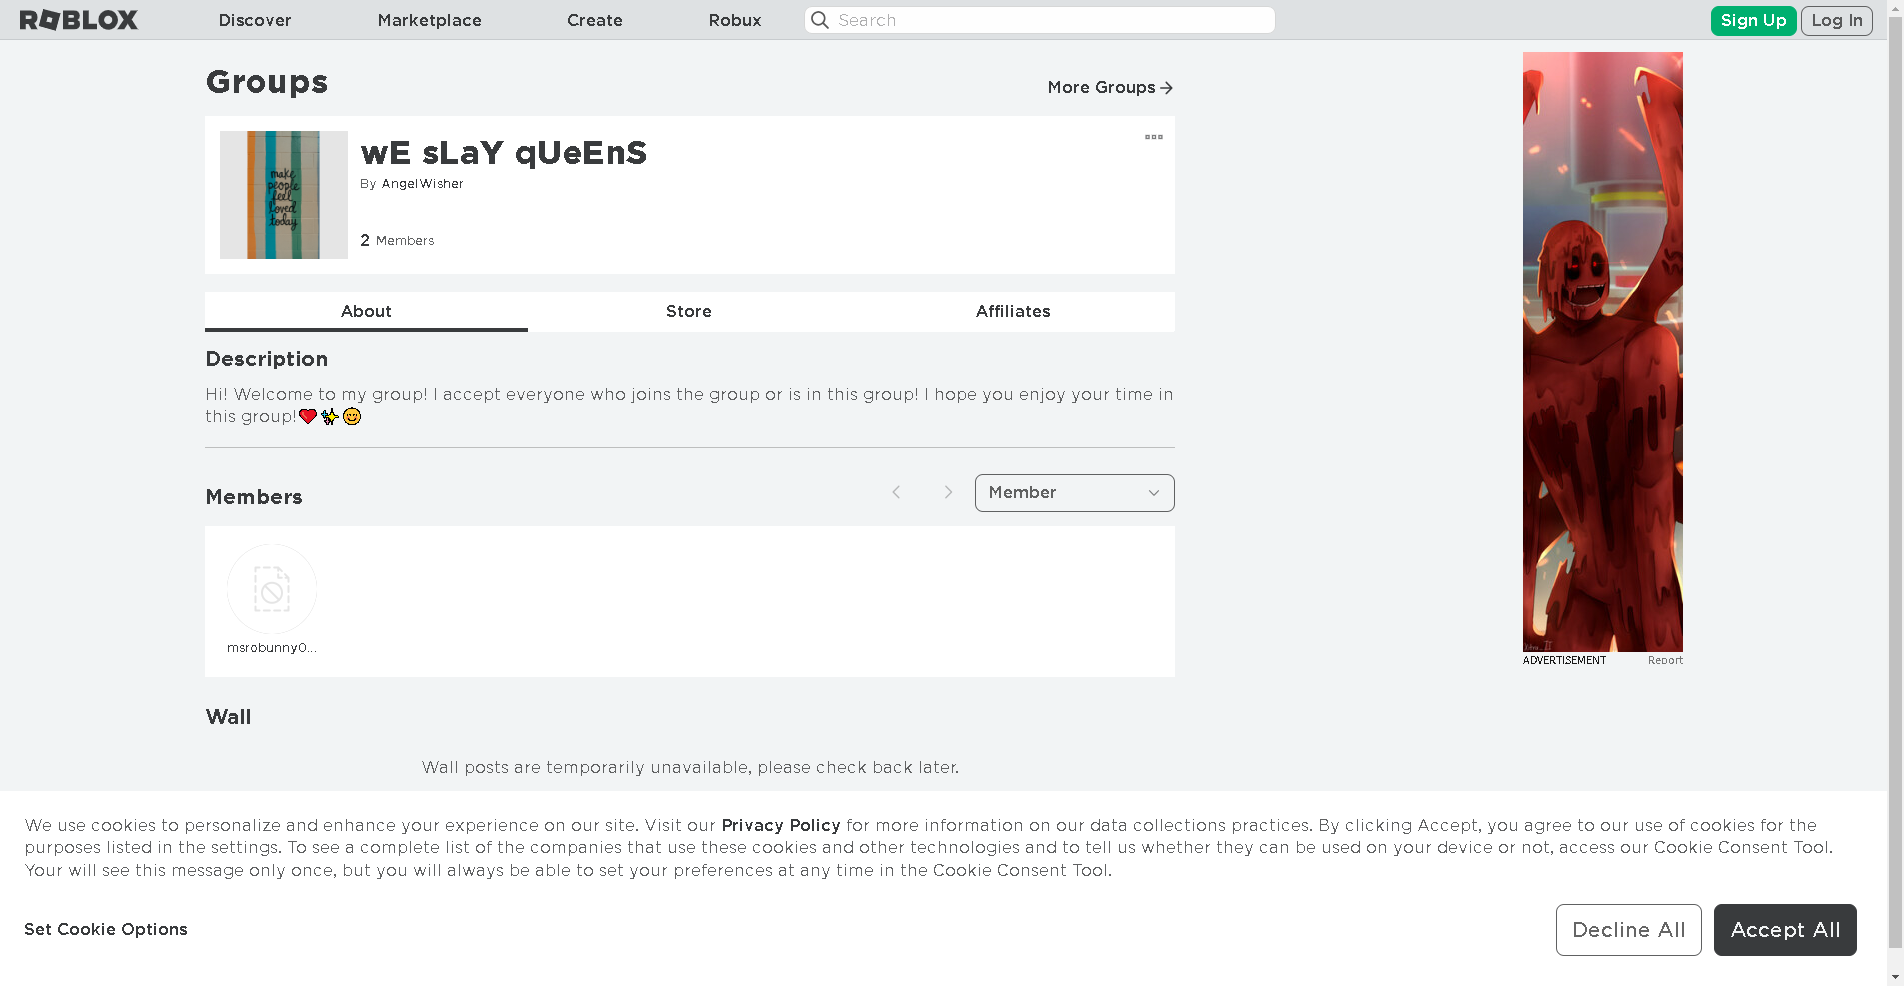 ROBLOX Discover Marketplace Create Robux Search Sign Up Log In
Groups
More Groups
make
people
feel
loved
today
wE sLaY qUeEnS
By AngelWisher
2 Members
About Store Affiliates
Description
Hi! Welcome to my group! I accept everyone who joins the group or is in this group! I hope you enjoy your time in
this group!❤️✨😊
Members
Member
msrobunny0...
ADVERTISEMENT Report
Wall
Wall posts are temporarily unavailable, please check back later.
We use cookies to personalize and enhance your experience on our site. Visit our Privacy Policy for more information on our data collections practices. By clicking Accept, you agree to our use of cookies for the
purposes listed in the settings. To see a complete list of the companies that use these cookies and other technologies and to tell us whether they can be used on your device or not, access our Cookie Consent Tool.
Your will see this message only once, but you will always be able to set your preferences at any time in the Cookie Consent Tool.
Set Cookie Options Decline All Accept All